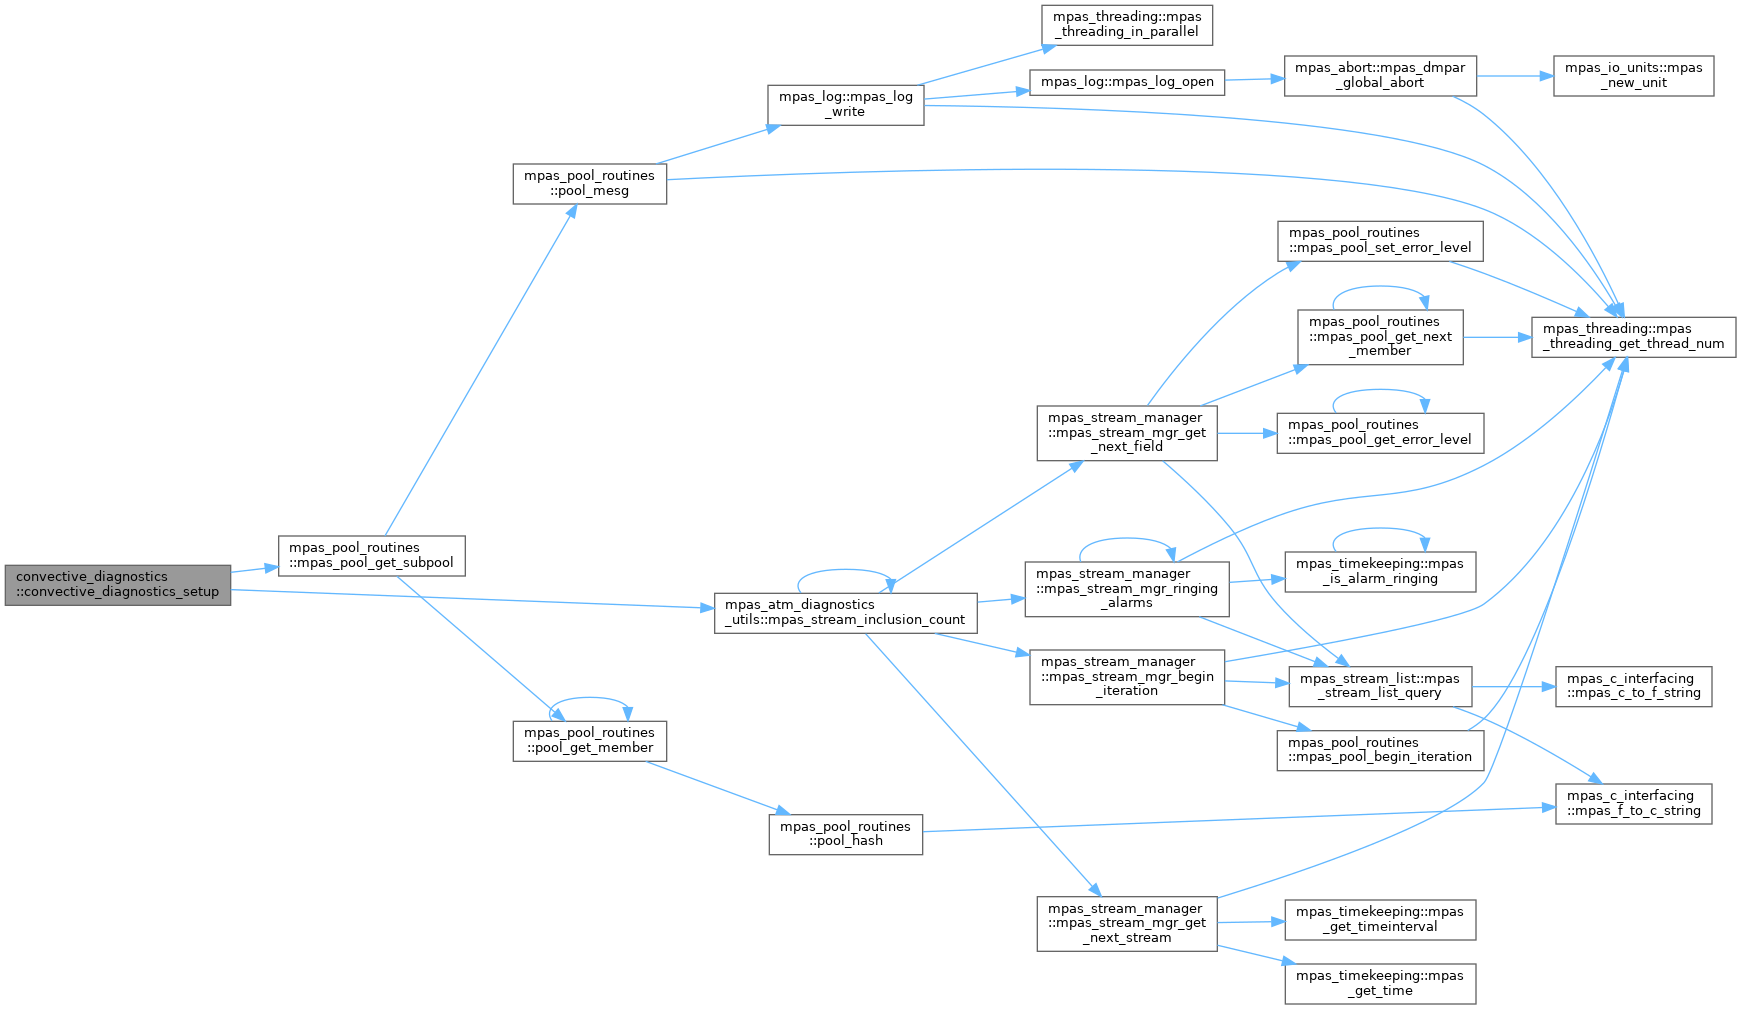 mpas_threading::mpas
_threading_in_parallel
mpas_log::mpas_log_open
mpas_abort::mpas_dmpar
_global_abort
mpas_io_units::mpas
_new_unit
mpas_log::mpas_log
_write
mpas_pool_routines
::pool_mesg
mpas_pool_routines
::mpas_pool_set_error_level
mpas_pool_routines
::mpas_pool_get_next
_member
mpas_threading::mpas
_threading_get_thread_num
mpas_stream_manager
::mpas_stream_mgr_get
_next_field
mpas_pool_routines
::mpas_pool_get_error_level
mpas_pool_routines
::mpas_pool_get_subpool
convective_diagnostics
::convective_diagnostics_setup
mpas_atm_diagnostics
_utils::mpas_stream_inclusion_count
mpas_stream_manager
::mpas_stream_mgr_ringing
_alarms
mpas_timekeeping::mpas
_is_alarm_ringing
mpas_stream_manager
::mpas_stream_mgr_begin
_iteration
mpas_stream_list::mpas
_stream_list_query
mpas_c_interfacing
::mpas_c_to_f_string
mpas_pool_routines
::pool_get_member
mpas_pool_routines
::mpas_pool_begin_iteration
mpas_c_interfacing
::mpas_f_to_c_string
mpas_pool_routines
::pool_hash
mpas_stream_manager
::mpas_stream_mgr_get
_next_stream
mpas_timekeeping::mpas
_get_timeinterval
mpas_timekeeping::mpas
_get_time